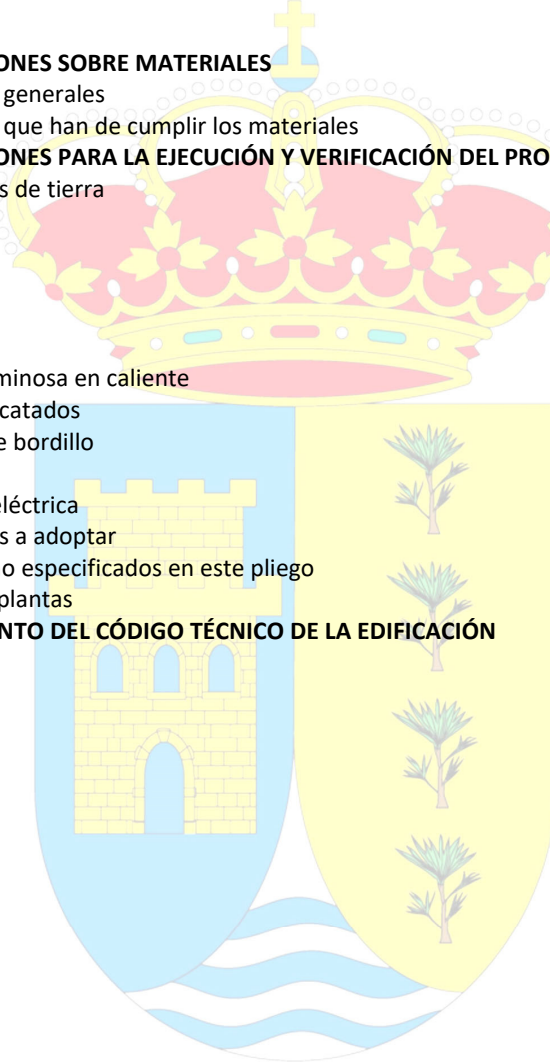 ONES SOBRE MATERIALES
generales
que han de cumplir los materiales
ONES PARA LA EJECUCIÓN Y VERIFICACIÓN DEL PRO
s de tierra
minosa en caliente
catados
e bordillo
eléctrica
s a adoptar
o especificados en este pliego
plantas
NTO DEL CÓDIGO TÉCNICO DE LA EDIFICACIÓN